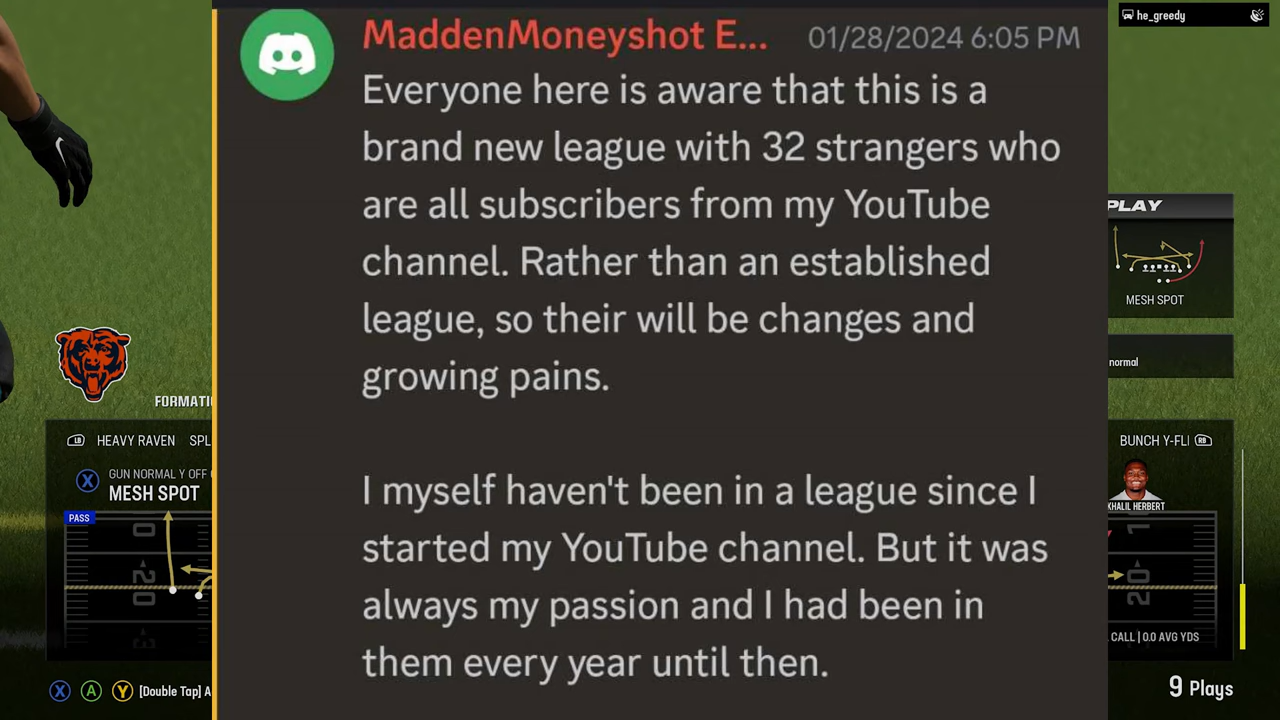 he_greedy
MaddenMoneyshot E... 01/28/2024 6:05 PM
Everyone here is aware that this is a
brand new league with 32 strangers who
are all subscribers from my YouTube
channel. Rather than an established
league, so their will be changes and
growing pains.
I myself haven't been in a league since I
started my YouTube channel. But it was
always my passion and I had been in
them every year until then.
PLAY
MESH SPOT
normal
FORMATI
LB HEAVY RAVEN SPL
BUNCH Y-FLI RB
X GUN NORMAL Y OFF
MESH SPOT
KHALIL HERBERT
PASS
CALL | 0.0 AVG YDS
X A Y [Double Tap] A
9 Plays